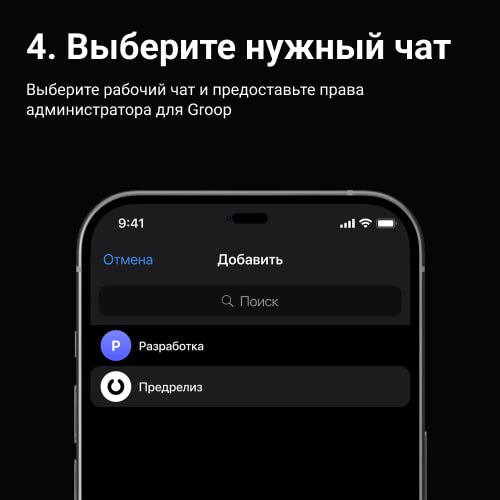 4. Выберите нужный чат
Выберите рабочий чат и предоставьте права
администратора для Groop
9:41
Отмена
Добавить
Поиск
Р
Разработка
Предрелиз